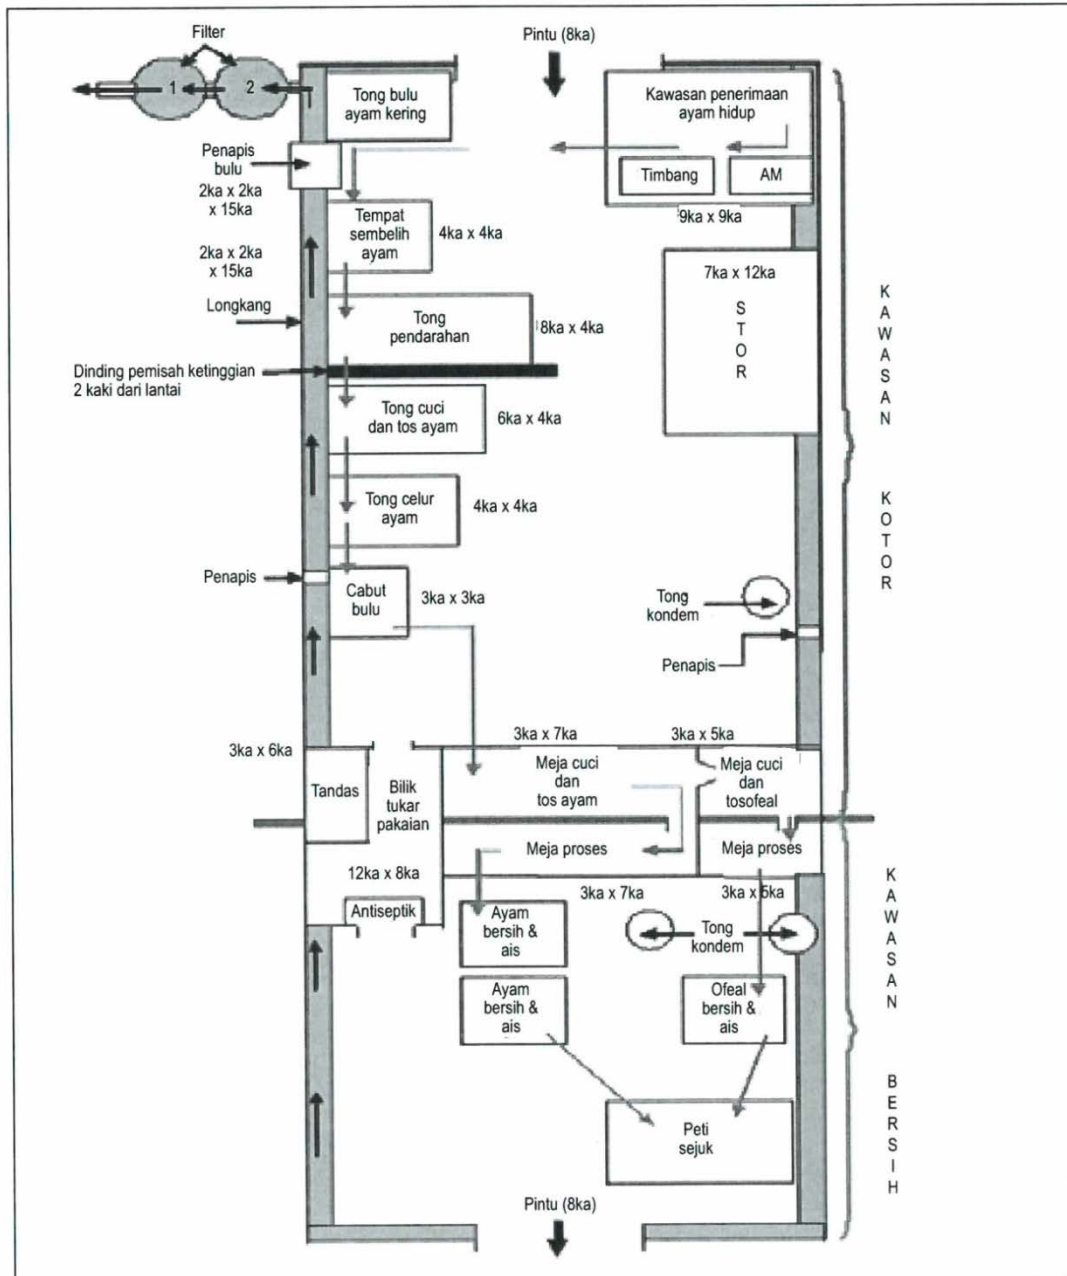 Filter
Pintu (8ka)
1
2
Tong bulu
ayam kering
Kawasan penerimaan
ayam hidup
Penapis
bulu
Timbang
AM
2ka x 2ka
x 15ka
9ka x 9ka
Tempat
sembelih
ayam
4ka x 4ka
2ka x 2ka
x 15ka
7ka x 12ka
STOR
Longkang
Tong
pendarahan
8ka x 4ka
Dinding pemisah ketinggian
2 kaki dari lantai
Tong cuci
dan tos ayam
6ka x 4ka
KAWASAN
KOTOR
Tong celur
ayam
4ka x 4ka
Penapis
Cabut
bulu
3ka x 3ka
Tong
kondem
Penapis
3ka x 6ka
3ka x 7ka
3ka x 5ka
Tandas
Bilik
tukar
pakaian
Meja cuci
dan
tos ayam
Meja cuci
dan
tosofeal
Meja proses
Meja proses
12ka x 8ka
3ka x 7ka
3ka x 5ka
Antiseptik
Ayam
bersih &
ais
Tong
kondem
Ayam
bersih &
ais
Ofeal
bersih &
ais
KAWASAN
BERSIH
Peti
sejuk
Pintu (8ka)